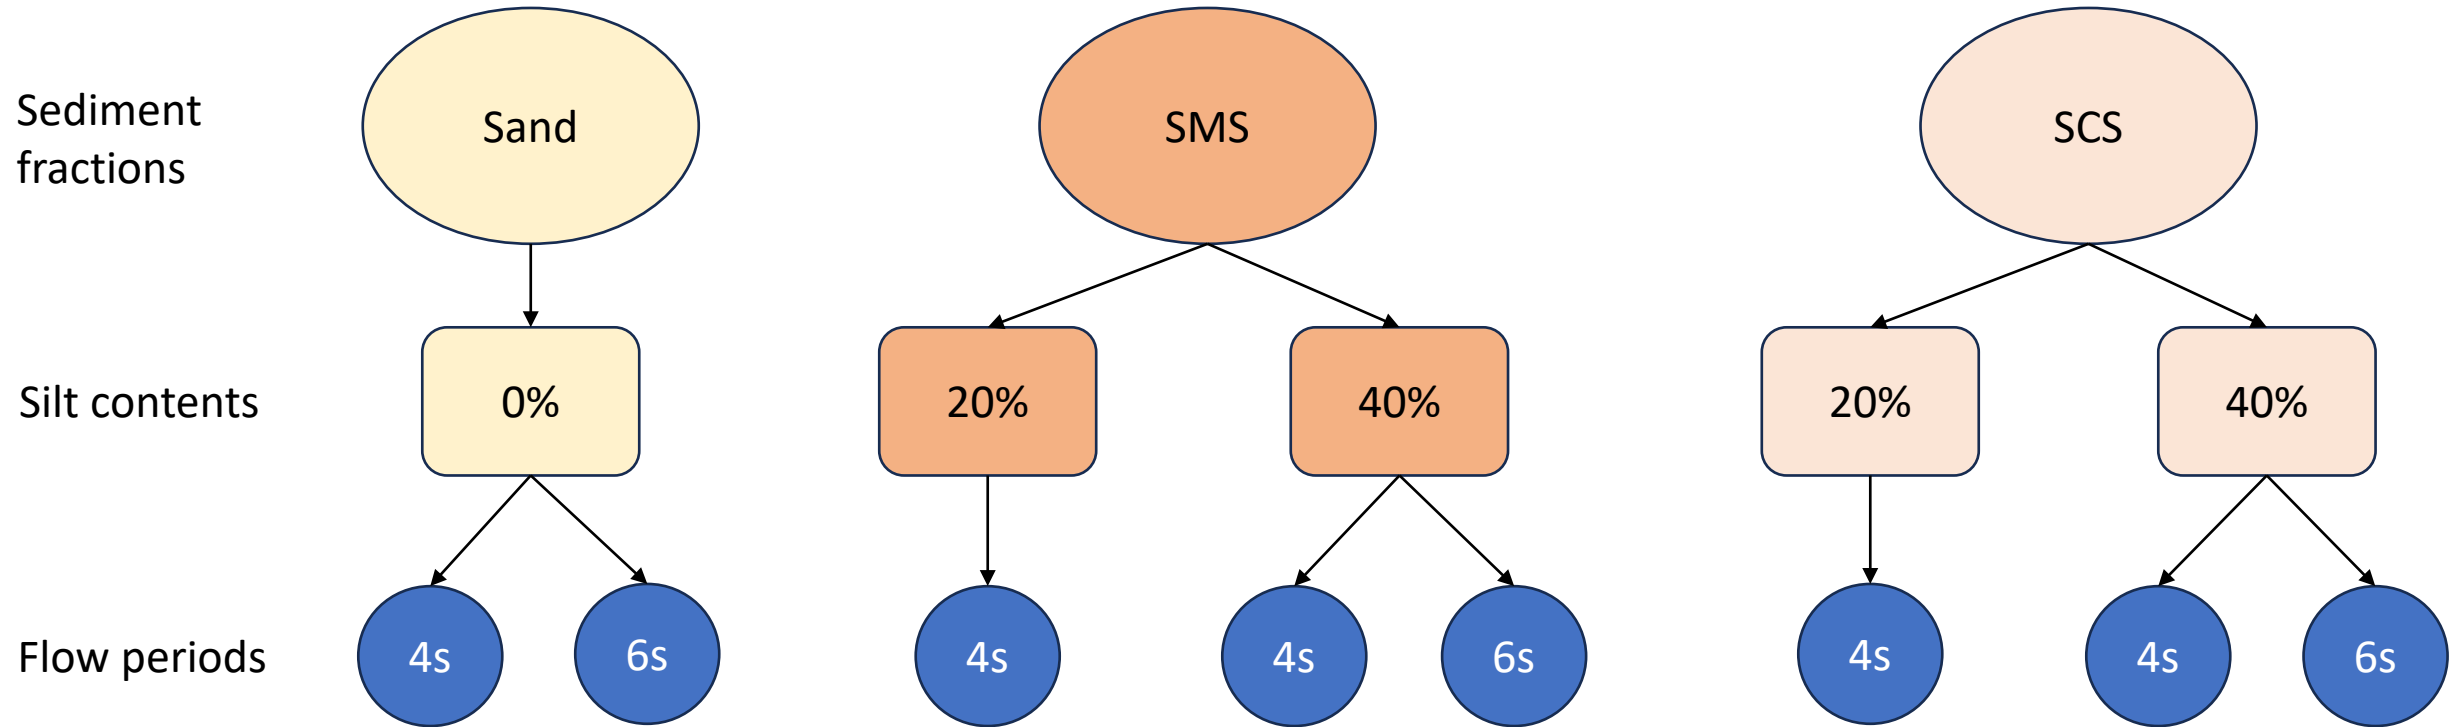 Sediment
fractions
Sand
SMS
SCS
Silt contents
0%
20%
40%
20%
40%
Flow periods
4s
6s
4s
4s
6s
4s
4s
6s